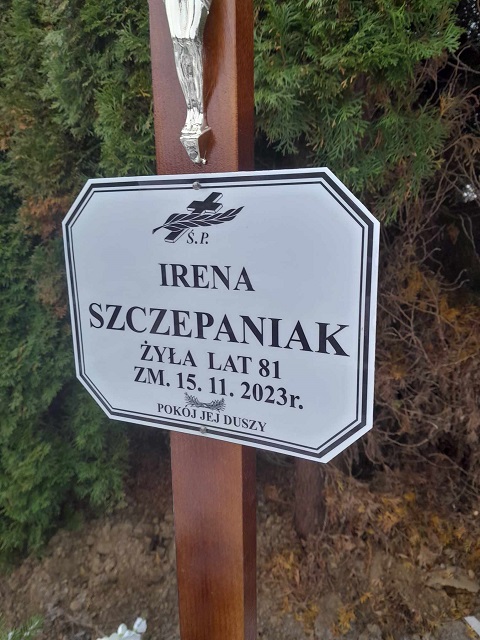 Ś.P.
IRENA
SZCZEPANIAK
ŻYŁA LAT 81
ZM. 15. 11. 2023r.
POKÓJ JEJ DUSZY